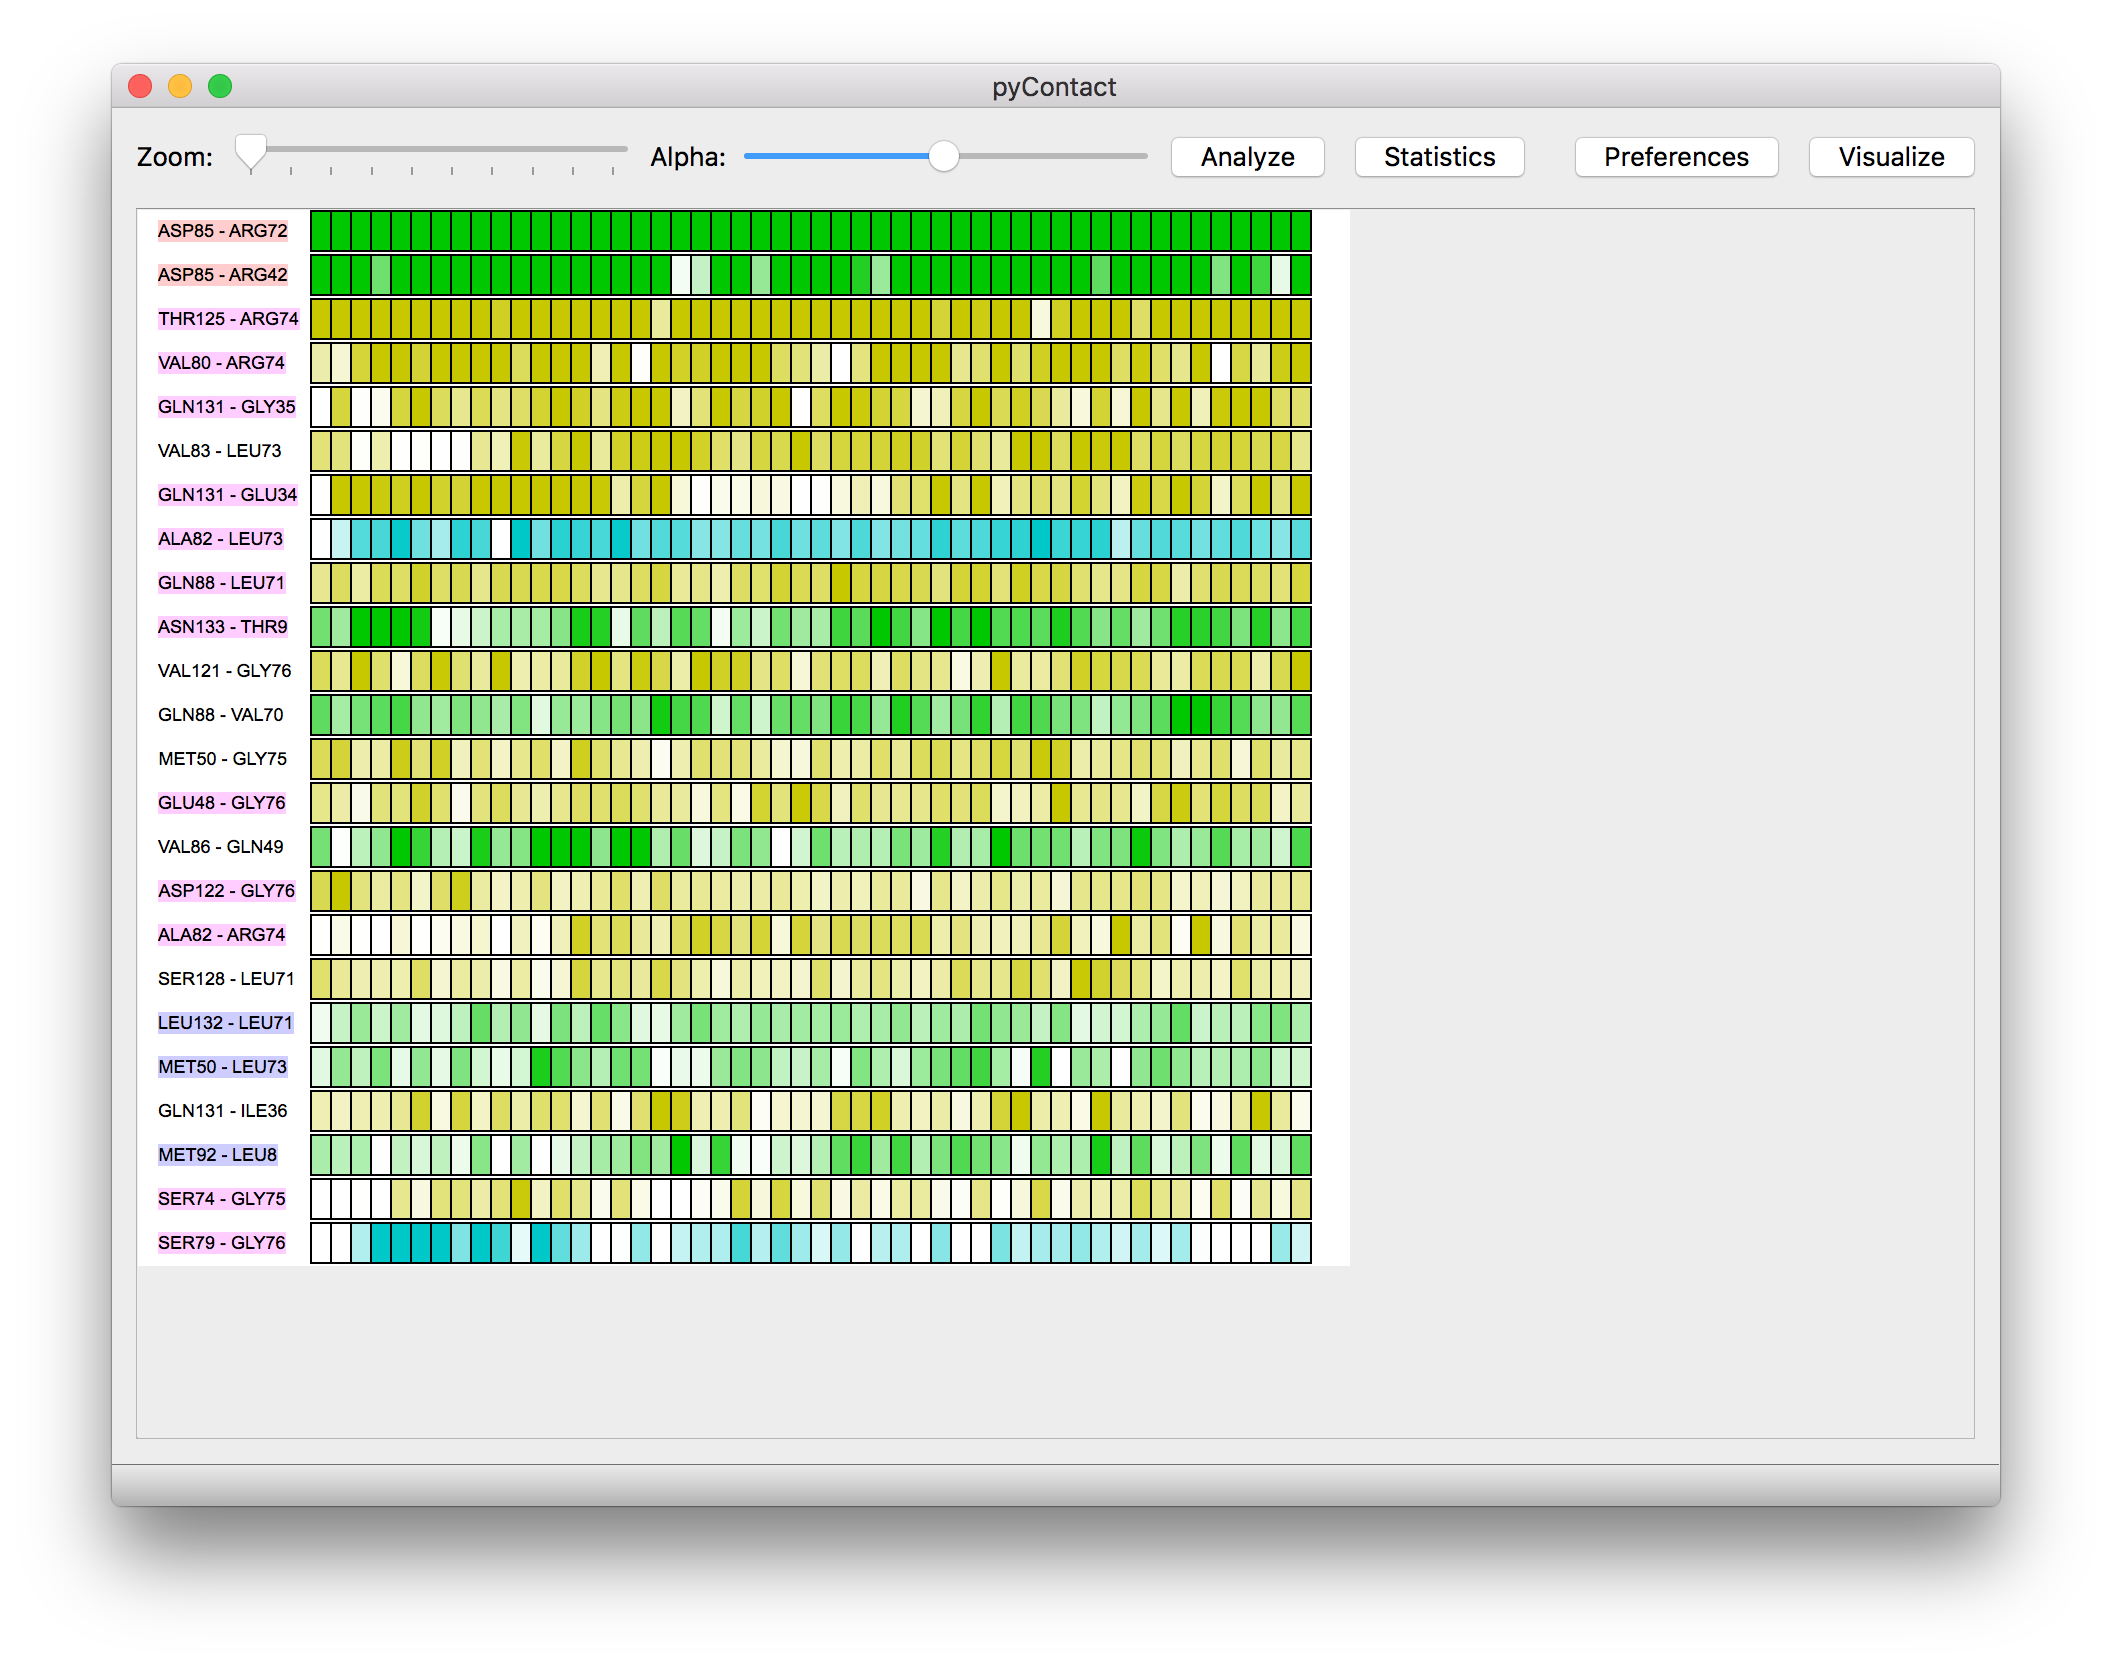 pyContact
Zoom: Alpha: Analyze Statistics Preferences Visualize
ASP85 - ARG72
ASP85 - ARG42
THR125 - ARG74
VAL80 - ARG74
GLN131 - GLY35
VAL83 - LEU73
GLN131 - GLU34
ALA82 - LEU73
GLN88 - LEU71
ASN133 - THR9
VAL121 - GLY76
GLN88 - VAL70
MET50 - GLY75
GLU48 - GLY76
VAL86 - GLN49
ASP122 - GLY76
ALA82 - ARG74
SER128 - LEU71
LEU132 - LEU71
MET50 - LEU73
GLN131 - ILE36
MET92 - LEU8
SER74 - GLY75
SER79 - GLY76